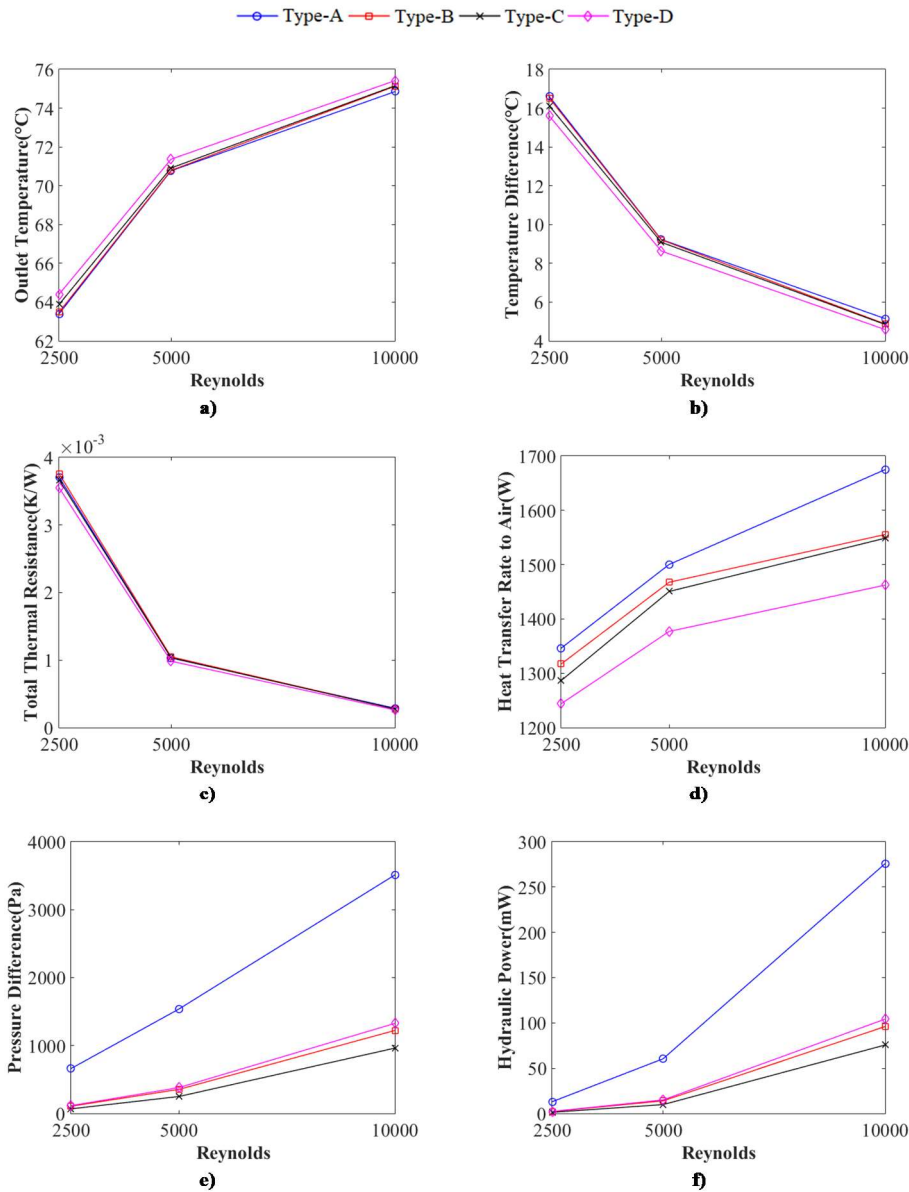 Type-A Type-B Type-C Type-D
76
74
72
70
68
66
64
62
Outlet Temperature(°C)
2500 5000 10000
Reynolds
a)
18
16
14
12
10
8
6
4
Temperature Difference(°C)
2500 5000 10000
Reynolds
b)
×10⁻³
4
3
2
1
0
Total Thermal Resistance(K/W)
2500 5000 10000
Reynolds
c)
1700
1600
1500
1400
1300
1200
Heat Transfer Rate to Air(W)
2500 5000 10000
Reynolds
d)
4000
3000
2000
1000
0
Pressure Difference(Pa)
2500 5000 10000
Reynolds
e)
300
250
200
150
100
50
0
Hydraulic Power(mW)
2500 5000 10000
Reynolds
f)